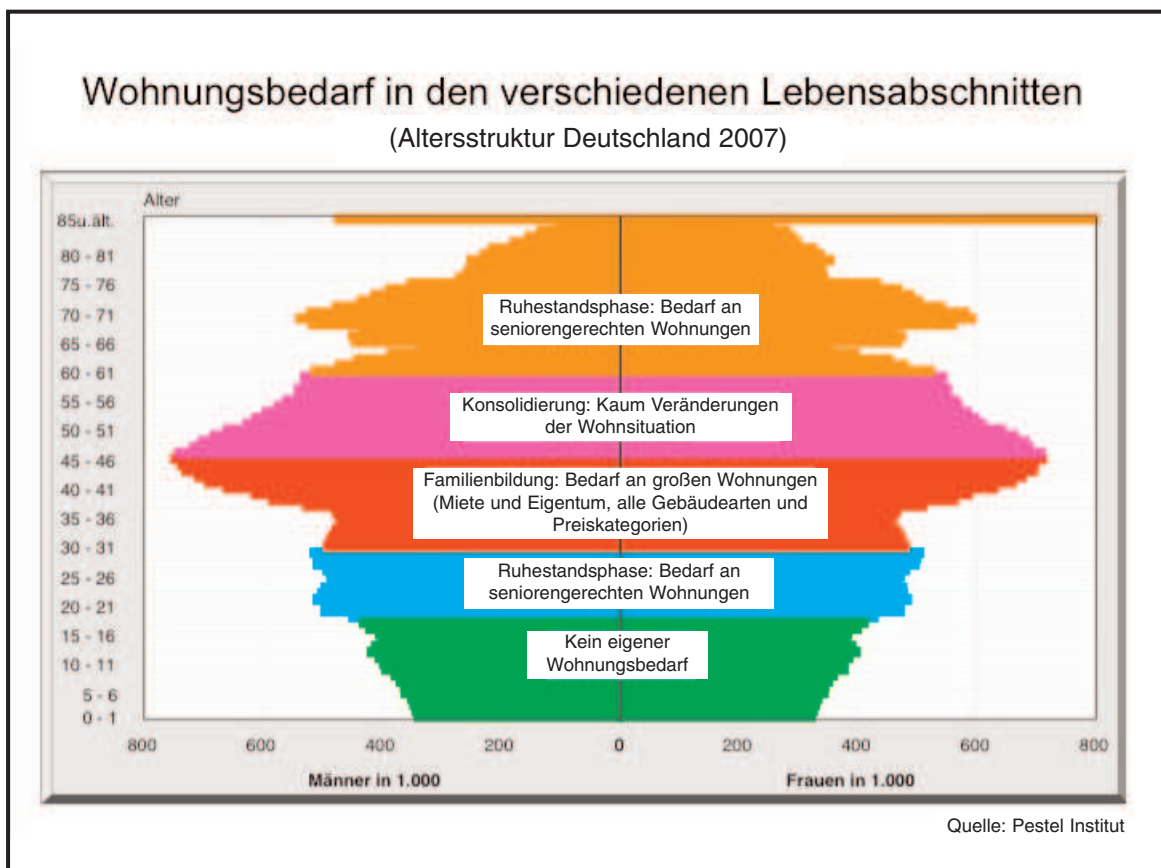 Wohnungsbedarf in den verschiedenen Lebensabschnitten
(Altersstruktur Deutschland 2007)
Alter
85u.ält.
80 - 81
75 - 76
70 - 71
65 - 66
60 - 61
55 - 56
50 - 51
45 - 46
40 - 41
35 - 36
30 - 31
25 - 26
20 - 21
15 - 16
10 - 11
5 - 6
0 - 1
Ruhestandsphase: Bedarf an
seniorengerechten Wohnungen
Konsolidierung: Kaum Veränderungen
der Wohnsituation
Familienbildung: Bedarf an großen Wohnungen
(Miete und Eigentum, alle Gebäudearten und
Preiskategorien)
Ruhestandsphase: Bedarf an
seniorengerechten Wohnungen
Kein eigener
Wohnungsbedarf
800 600 400 200 0 200 400 600 800
Männer in 1.000 Frauen in 1.000
Quelle: Pestel Institut